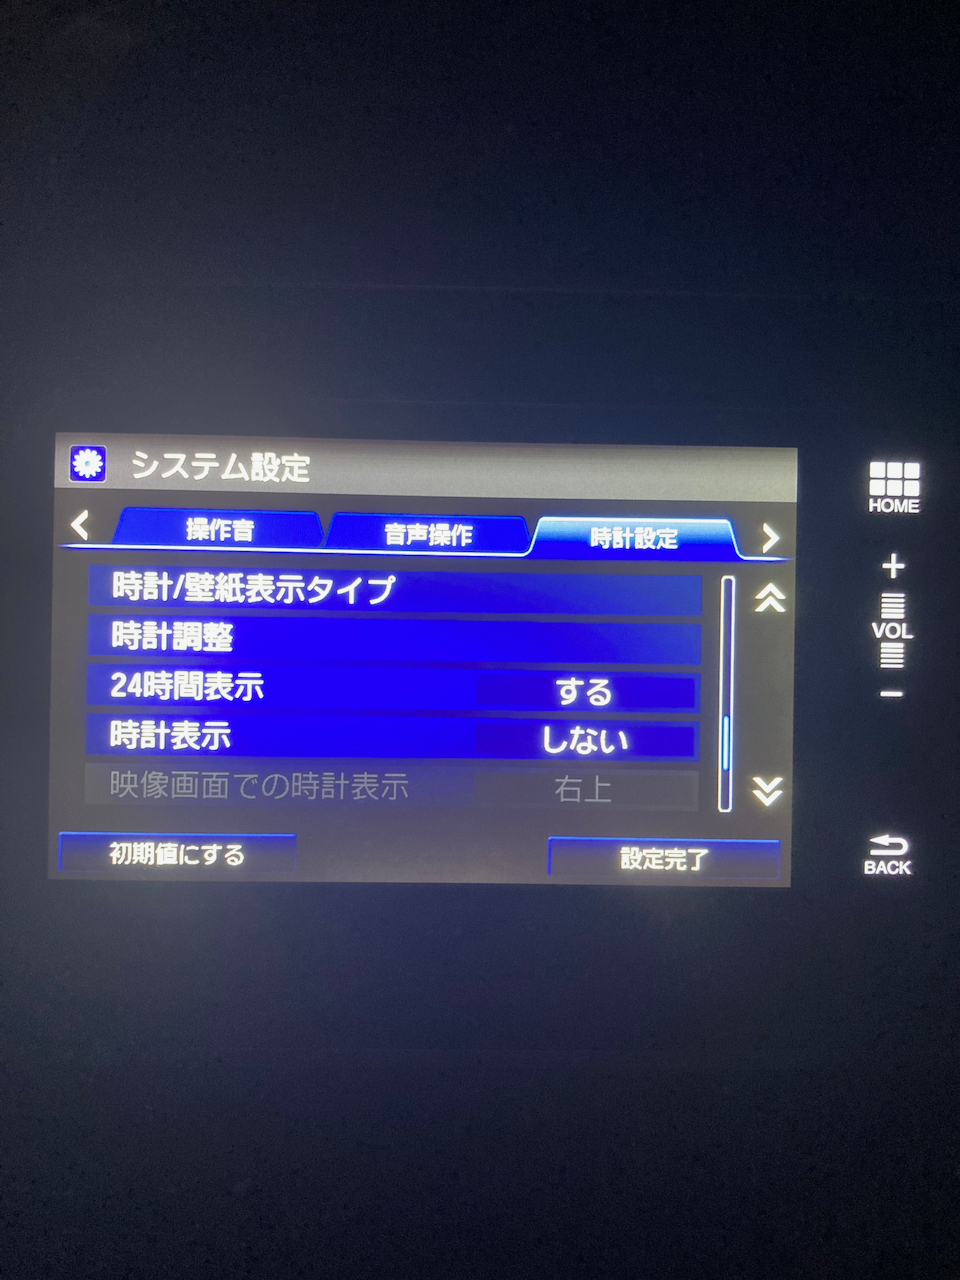 システム設定
操作音 音声操作 時計設定
時計/壁紙表示タイプ
時計調整
24時間表示 する
時計表示 しない
映像画面での時計表示 右上
初期値にする 設定完了
HOME
+
VOL
−
BACK